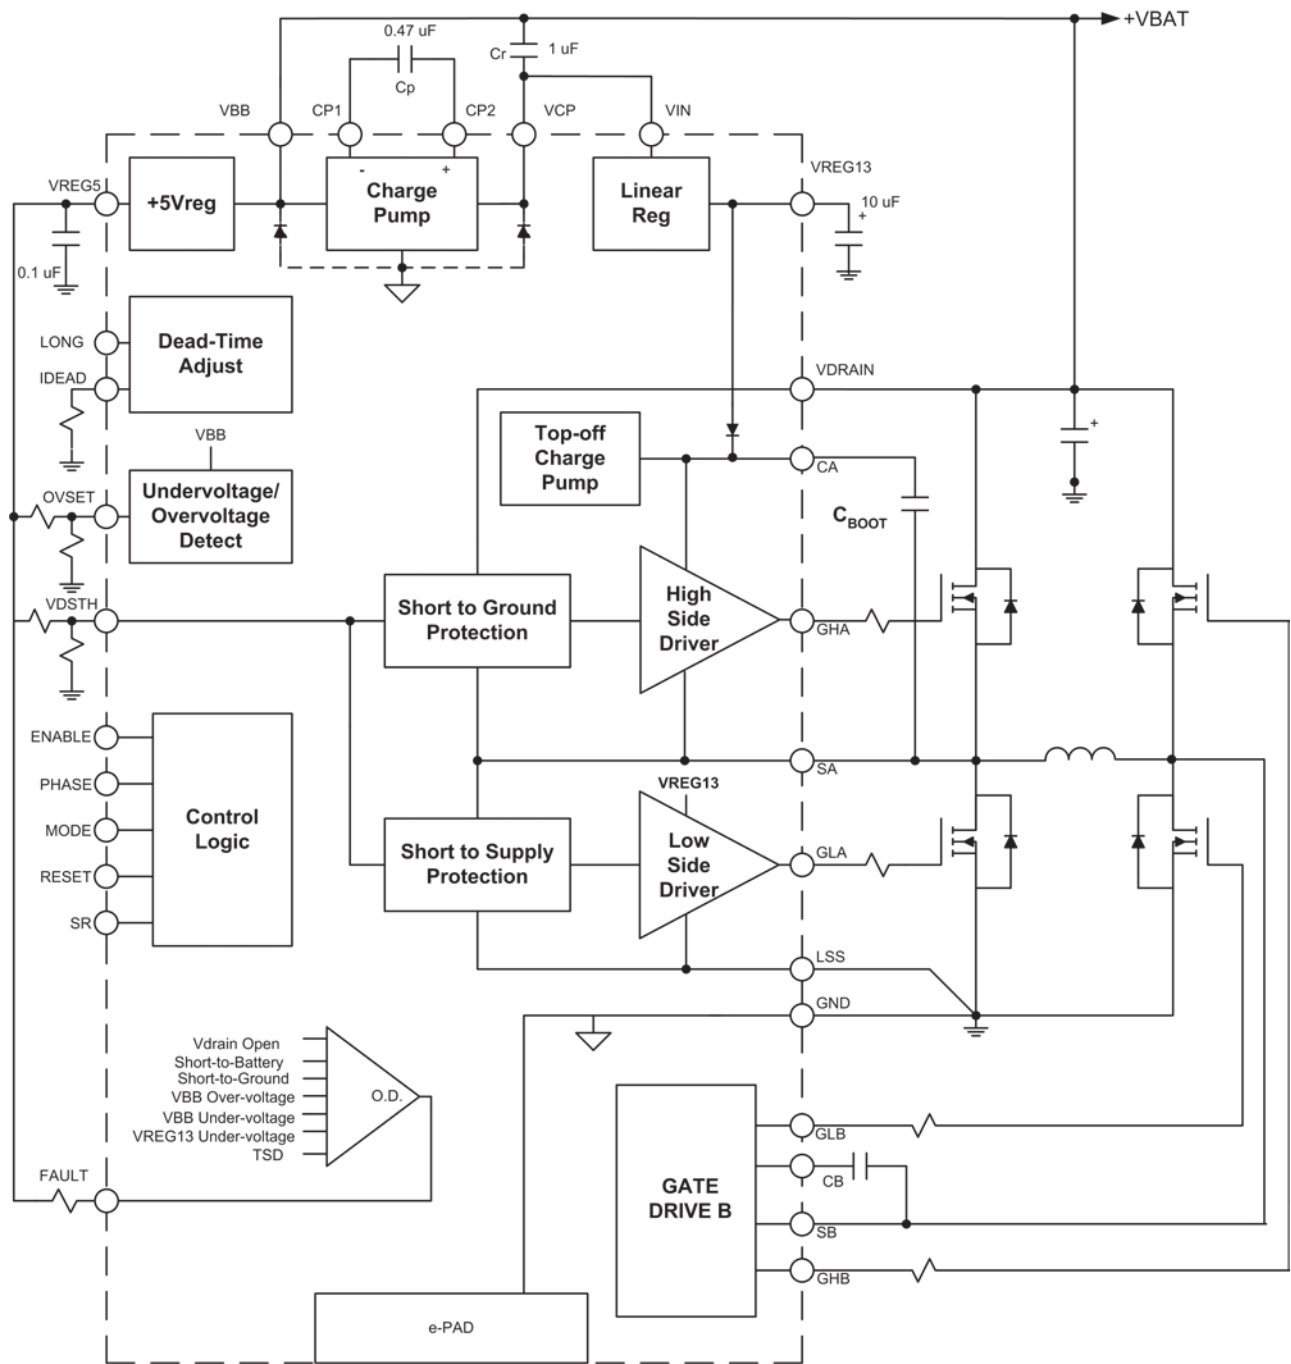 +VBAT
0.47 uF
Cr
1 uF
Cp
VBB
CP1
CP2
VCP
VIN
VREG13
VREG5
+5Vreg
-
+
Charge
Pump
Linear
Reg
10 uF
+
0.1 uF
LONG
Dead-Time
Adjust
IDEAD
VDRAIN
VBB
Top-off
Charge
Pump
+
CA
OVSET
Undervoltage/
Overvoltage
Detect
CBOOT
VDSTH
Short to Ground
Protection
High
Side
Driver
GHA
ENABLE
PHASE
MODE
RESET
SR
Control
Logic
SA
VREG13
Short to Supply
Protection
Low
Side
Driver
GLA
LSS
GND
Vdrain Open
Short-to-Battery
Short-to-Ground
VBB Over-voltage
VBB Under-voltage
VREG13 Under-voltage
TSD
O.D.
FAULT
GATE
DRIVE B
GLB
CB
SB
GHB
e-PAD